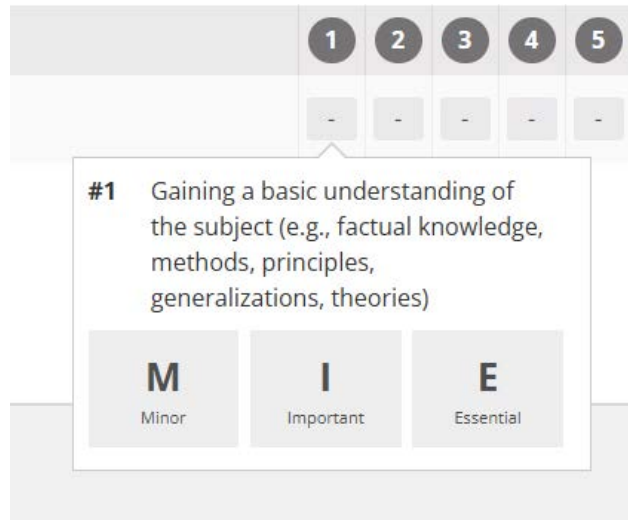 1 2 3 4 5
- - - - -
#1 Gaining a basic understanding of
the subject (e.g., factual knowledge,
methods, principles,
generalizations, theories)
M I E
Minor Important Essential